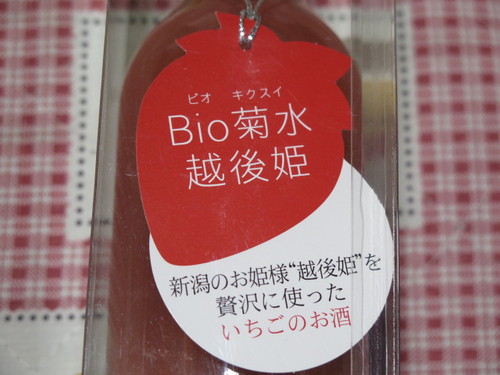 ビオ キクスイ
Bio菊水
越後姫
新潟のお姫様“越後姫”を
贅沢に使った
いちごのお酒